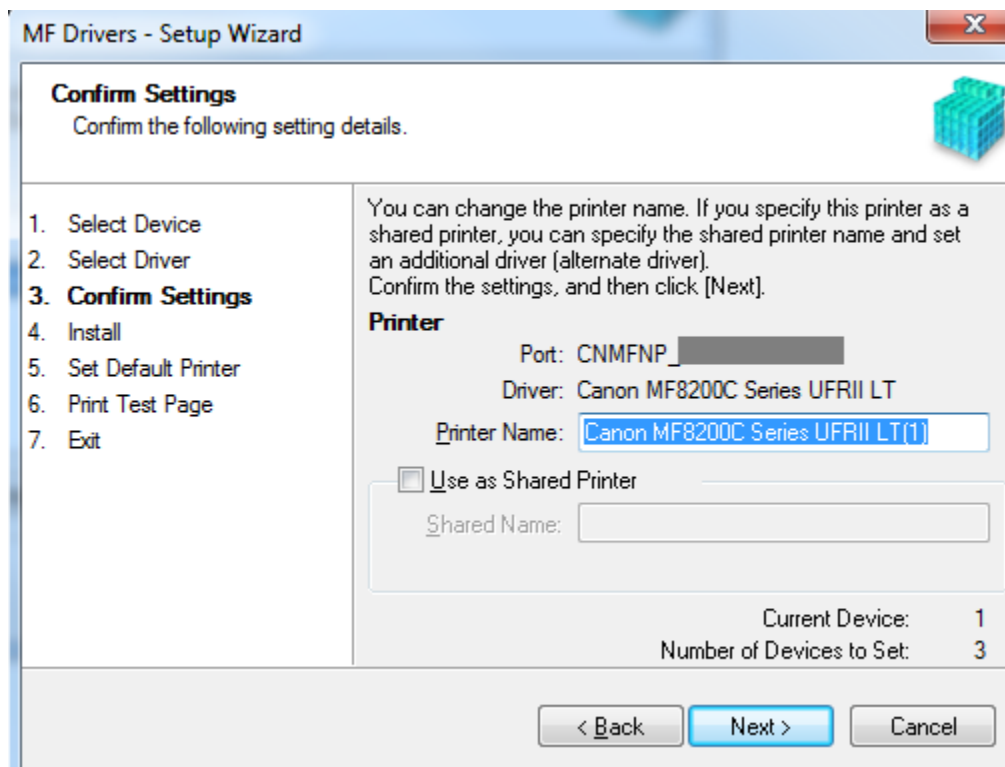 MF Drivers - Setup Wizard
Confirm Settings
Confirm the following setting details.
1. Select Device
2. Select Driver
3. Confirm Settings
4. Install
5. Set Default Printer
6. Print Test Page
7. Exit
You can change the printer name. If you specify this printer as a
shared printer, you can specify the shared printer name and set
an additional driver (alternate driver).
Confirm the settings, and then click [Next].
Printer
Port: CNMFNP_
Driver: Canon MF8200C Series UFRII LT
Printer Name: Canon MF8200C Series UFRII LT(1)
Use as Shared Printer
Shared Name:
Current Device: 1
Number of Devices to Set: 3
< Back Next > Cancel